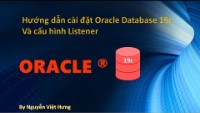 Hướng dẫn cài đặt Oracle Database 19c
Và cấu hình Listener
ORACLE ®
19c
By Nguyễn Việt Hưng